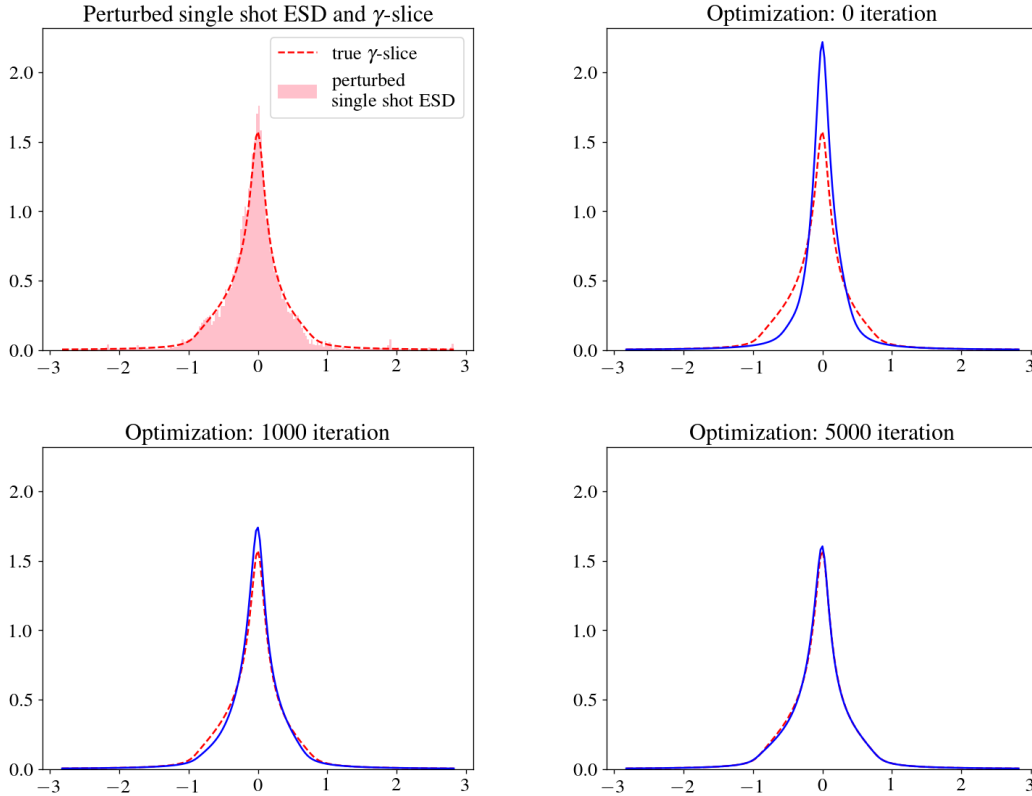 Perturbed single shot ESD and γ-slice
true γ-slice
perturbed
single shot ESD
2.0
1.5
1.0
0.5
0.0
−3 −2 −1 0 1 2 3
Optimization: 0 iteration
2.0
1.5
1.0
0.5
0.0
−3 −2 −1 0 1 2 3
Optimization: 1000 iteration
2.0
1.5
1.0
0.5
0.0
−3 −2 −1 0 1 2 3
Optimization: 5000 iteration
2.0
1.5
1.0
0.5
0.0
−3 −2 −1 0 1 2 3